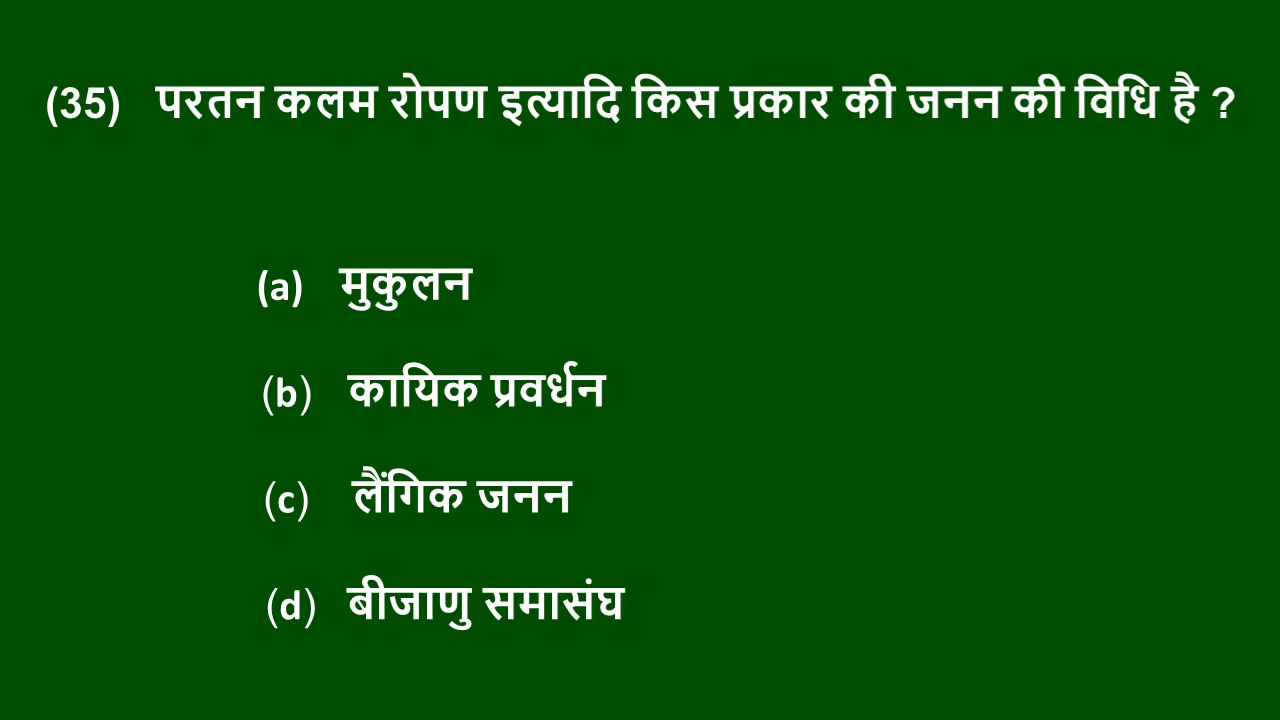 (35) परतन कलम रोपण इत्यादि किस प्रकार की जनन की विधि है ?
(a) मुकुलन
(b) कायिक प्रवर्धन
(c) लैंगिक जनन
(d) बीजाणु समासंघ